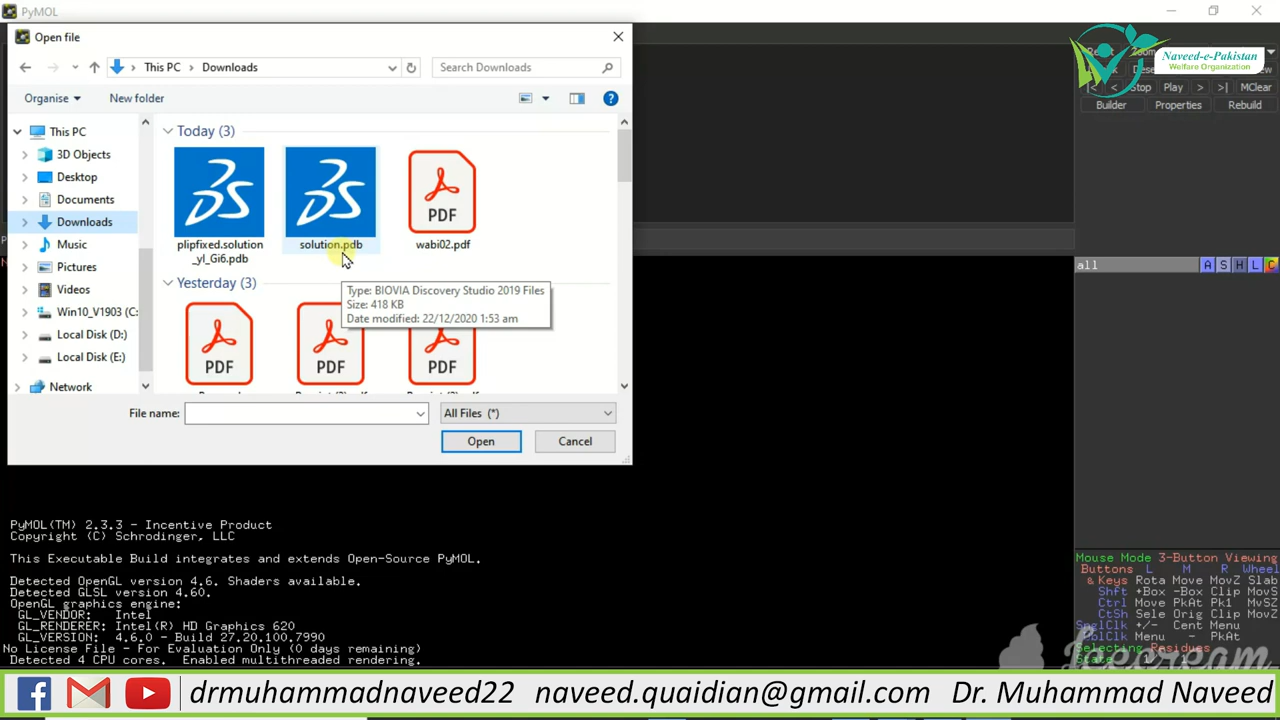 PyMOL
Open file
This PC
Downloads
Search Downloads
Organise
New folder
This PC
3D Objects
Desktop
Documents
Downloads
Music
Pictures
Videos
Win10_V1903 (C:
Local Disk (D:)
Local Disk (E:)
Network
Today (3)
plipfixed.solution
_yl_Gi6.pdb
solution.pdb
PDF
wabi02.pdf
Yesterday (3)
Type: BIOVIA Discovery Studio 2019 Files
Size: 418 KB
Date modified: 22/12/2020 1:53 am
PDF
PDF
PDF
File name:
All Files (*)
Open
Cancel
Naveed-e-Pakistan
Welfare Organization
|< < Stop Play > >| MClear
Builder Properties Rebuild
all A S H L C
PyMOL(TM) 2.3.3 - Incentive Product
Copyright (C) Schrodinger, LLC
This Executable Build integrates and extends Open-Source PyMOL.
Detected OpenGL version 4.6. Shaders available.
Detected GLSL version 4.60.
OpenGL graphics engine:
GL_VENDOR: Intel
GL_RENDERER: Intel(R) HD Graphics 620
GL_VERSION: 4.6.0 - Build 27.20.100.7990
No License File - For Evaluation Only (0 days remaining)
Detected 4 CPU cores. Enabled multithreaded rendering.
Mouse Mode 3-Button Viewing
Buttons L M R Wheel
& Keys Rota Move MovZ Slab
Shft +Box -Box Clip MovS
Ctrl Move PkAt Pk1 MvSZ
CtSh Sele Orig Clip MovZ
SnglClk +/- Cent Menu
DblClk Menu - PkAt
Selecting Residues
State 1
Icecream
drmuhammadnaveed22 naveed.quaidian@gmail.com Dr. Muhammad Naveed